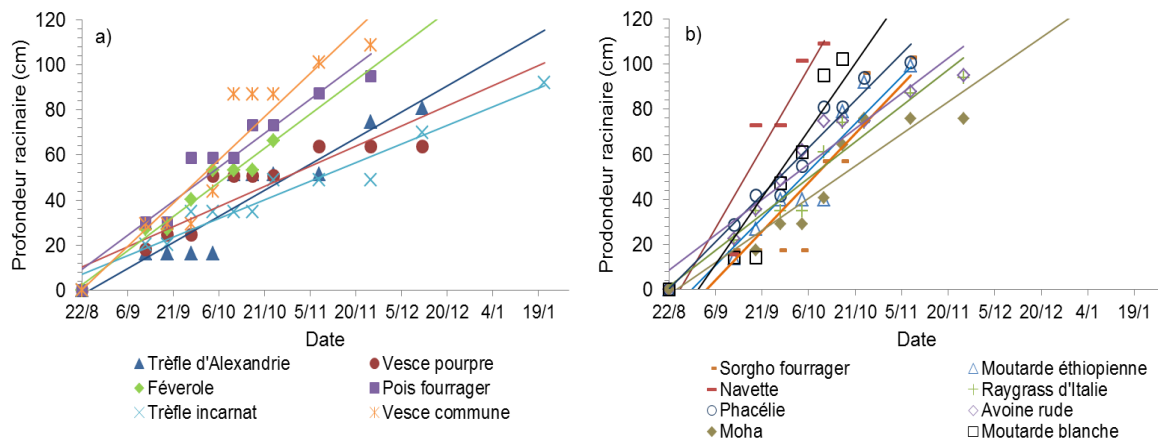 a)
Profondeur racinaire (cm)
120
100
80
60
40
20
0
22/8 6/9 21/9 6/10 21/10 5/11 20/11 5/12 20/12 4/1 19/1
Date
Trèfle d'Alexandrie Vesce pourpre
Féverole Pois fourrager
Trèfle incarnat Vesce commune
b)
Prodondeur racinaire (cm)
120
100
80
60
40
20
0
22/8 6/9 21/9 6/10 21/10 5/11 20/11 5/12 20/12 4/1 19/1
Date
Sorgho fourrager Moutarde éthiopienne
Navette Raygrass d'Italie
Phacélie Avoine rude
Moha Moutarde blanche